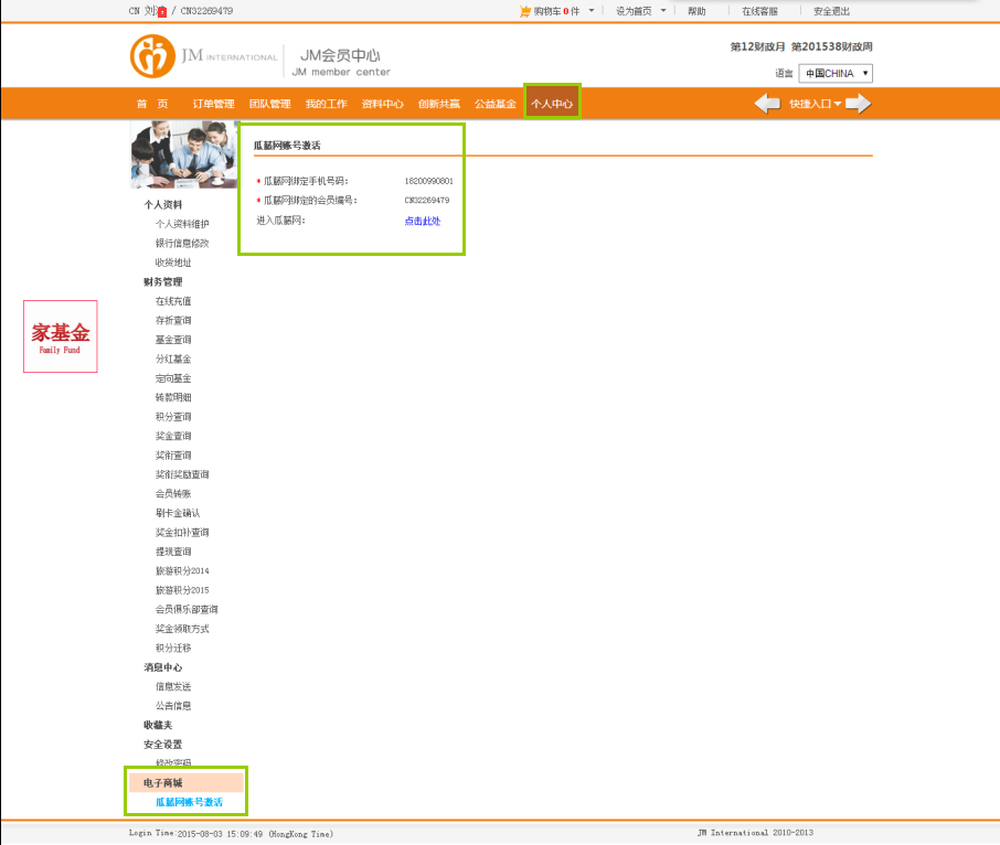 CN 刘 / CN32269479
购物车0件 设为首页 帮助 在线客服 安全退出
JM INTERNATIONAL
JM会员中心
JM member center
第12财政月 第201538财政周
语言 中国CHINA
首 页 订单管理 团队管理 我的工作 资料中心 创新共赢 公益基金 个人中心 快捷入口
瓜藤网账号激活
* 瓜藤网绑定手机号码: 18200990801
* 瓜藤网绑定的会员编号: CN32269479
进入瓜藤网: 点击此处
个人资料
个人资料维护
银行信息修改
收货地址
财务管理
在线充值
存折查询
基金查询
分红基金
定向基金
转款明细
积分查询
奖金查询
奖衔查询
奖衔奖励查询
会员转账
刷卡金确认
奖金扣补查询
提现查询
旅游积分2014
旅游积分2015
会员俱乐部查询
奖金领取方式
积分迁移
消息中心
信息发送
公告信息
收藏夹
安全设置
修改密码
电子商城
瓜藤网账号激活
家基金
Family Fund
Login Time:2015-08-03 15:09:49 (HongKong Time)
JM International 2010-2013